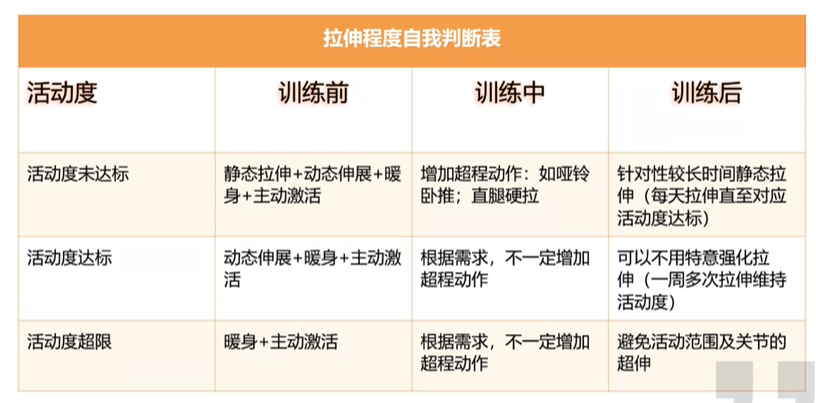 拉伸程度自我判断表
活动度 训练前 训练中 训练后
活动度未达标 静态拉伸+动态伸展+暖 增加超程动作：如哑铃 针对性较长时间静态拉
身+主动激活 卧推；直腿硬拉 伸（每天拉伸直至对应
活动度达标）
活动度达标 动态伸展+暖身+主动激 根据需求，不一定增加 可以不用特意强化拉
活 超程动作 伸（一周多次拉伸维持
活动度）
活动度超限 暖身+主动激活 根据需求，不一定增加 避免活动范围及关节的
超程动作 超伸